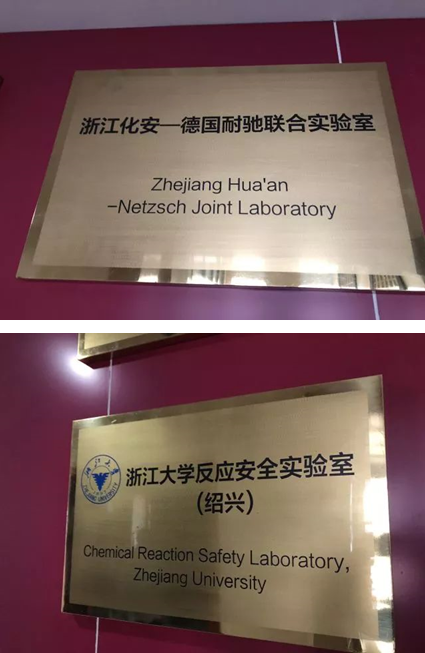 浙江化安—德国耐驰联合实验室
Zhejiang Hua'an
-Netzsch Joint Laboratory
浙江大学反应安全实验室
(绍兴)
Chemical Reaction Safety Laboratory,
Zhejiang University